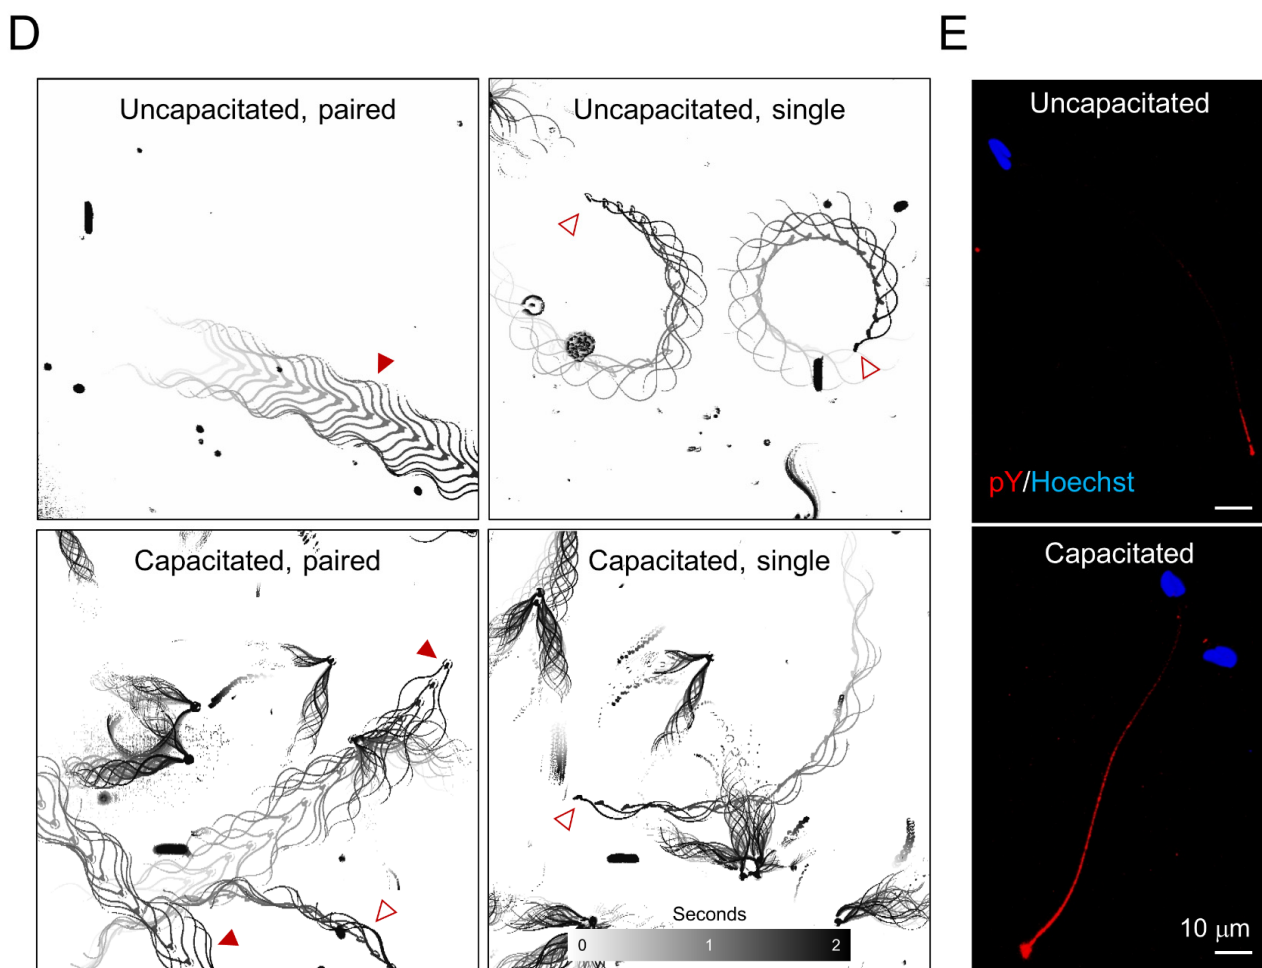 D
Uncapacitated, paired
Uncapacitated, single
Capacitated, paired
Capacitated, single
Seconds
0 1 2
E
Uncapacitated
pY/Hoechst
Capacitated
10 μm